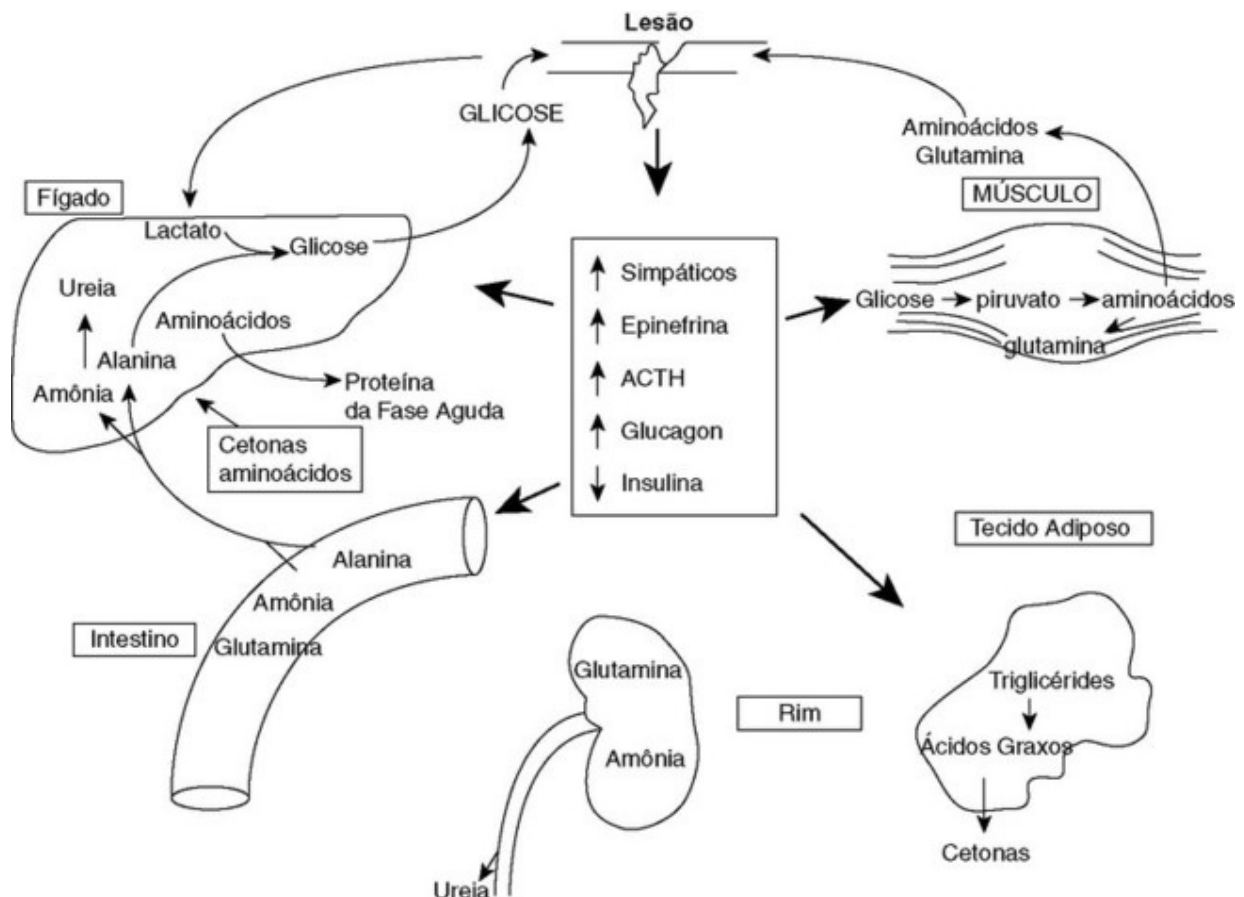 Lesão
GLICOSE
Aminoácidos
Glutamina
MÚSCULO
Glicose
piruvato
aminoácidos
glutamina
Fígado
Lactato
Glicose
Ureia
Aminoácidos
Alanina
Amônia
Proteína
da Fase Aguda
Cetonas
aminoácidos
Simpáticos
Epinefrina
ACTH
Glucagon
Insulina
Intestino
Alanina
Amônia
Glutamina
Rim
Glutamina
Amônia
Ureia
Tecido Adiposo
Triglicérides
Ácidos Graxos
Cetonas